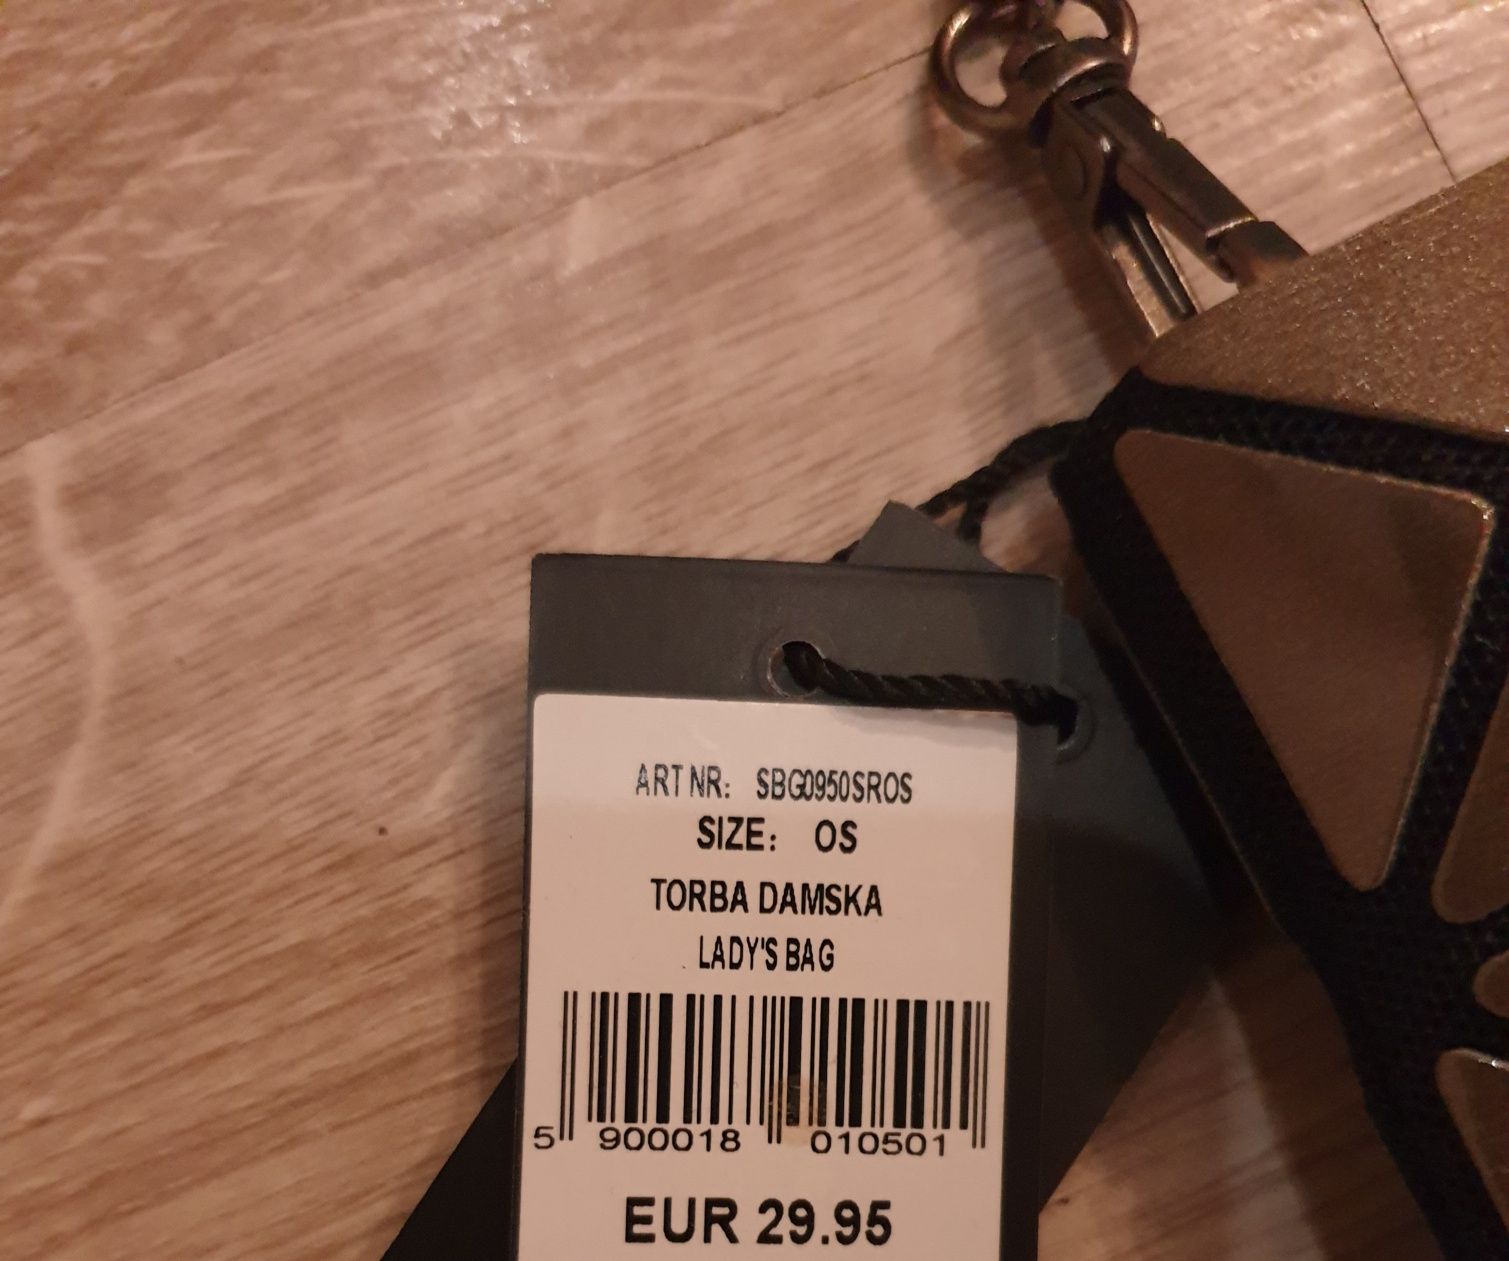 ART NR: SBG0950SROS
SIZE: OS
TORBA DAMSKA
LADY'S BAG
5 900018 010501
EUR 29.95